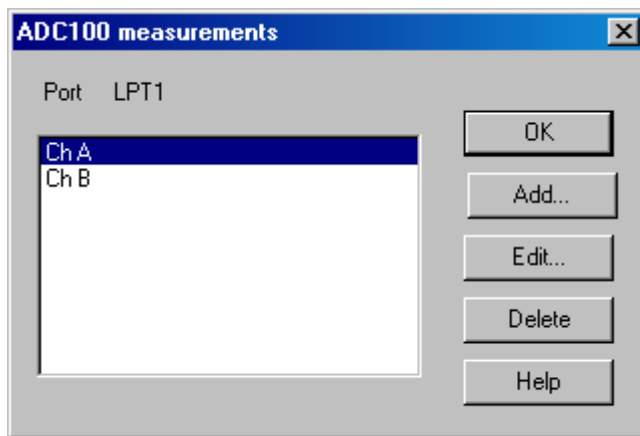 ADC100 measurements
Port LPT1
Ch A
Ch B
OK
Add...
Edit...
Delete
Help